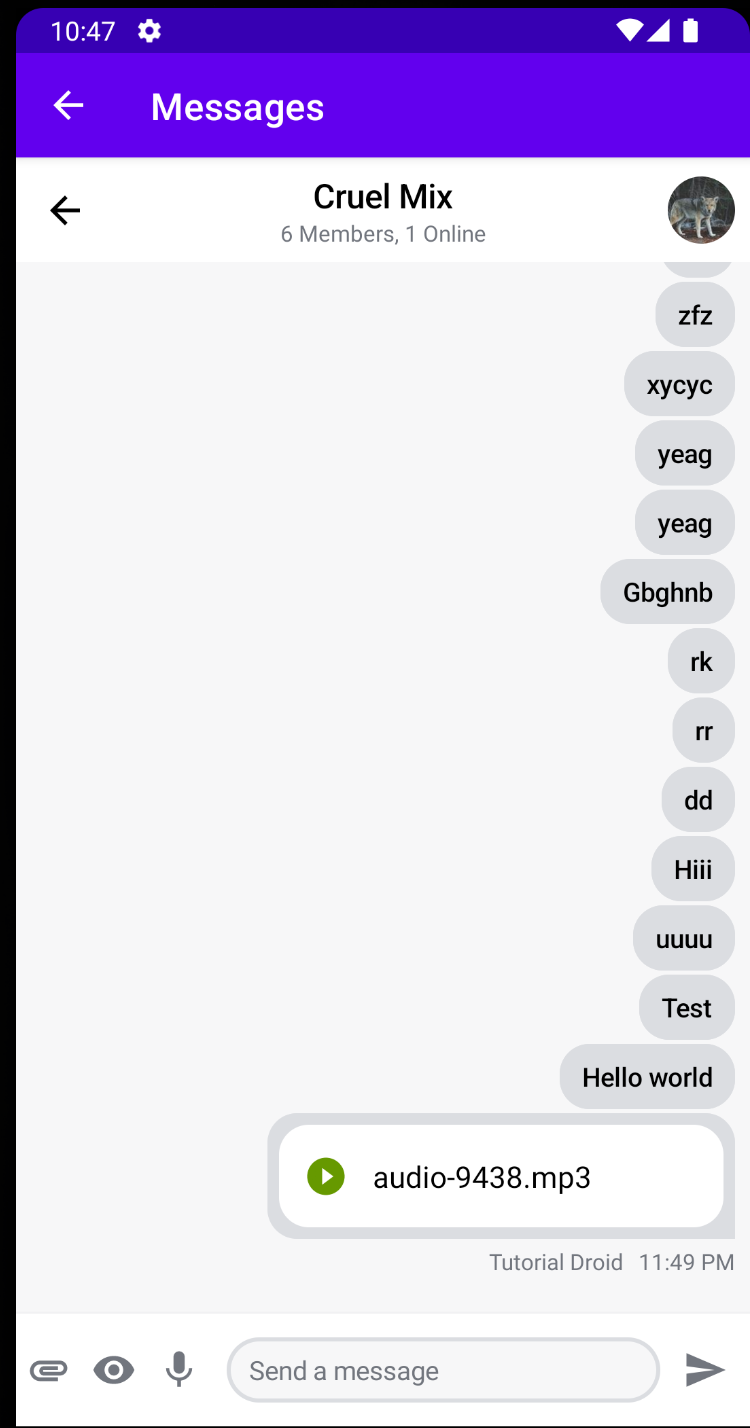 10:47
Messages
Cruel Mix
6 Members, 1 Online
zfz
xycyc
yeag
yeag
Gbghnb
rk
rr
dd
Hiii
uuuu
Test
Hello world
audio-9438.mp3
Tutorial Droid 11:49 PM
Send a message